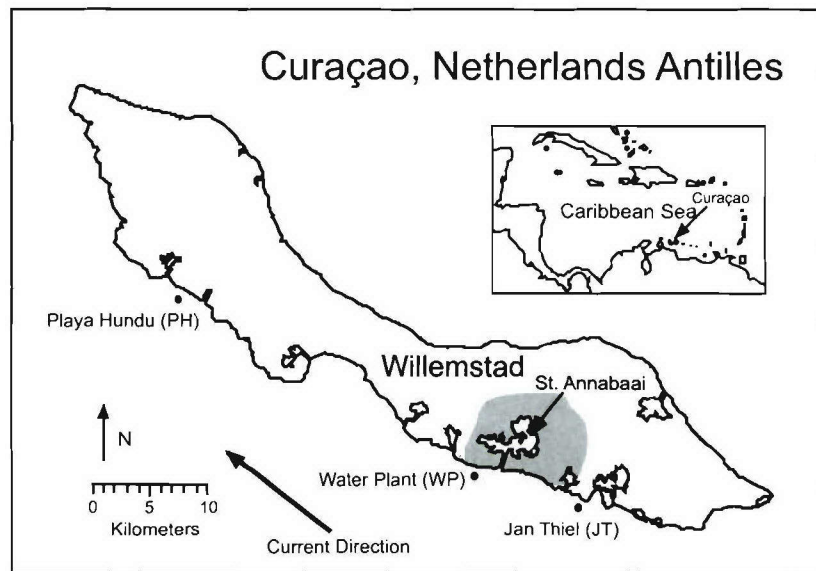 Curaçao, Netherlands Antilles
Curaçao
Caribbean Sea
Playa Hundu (PH)
Willemstad
St. Annabaai
N
Water Plant (WP)
0 5 10
Kilometers
Jan Thiel (JT)
Current Direction